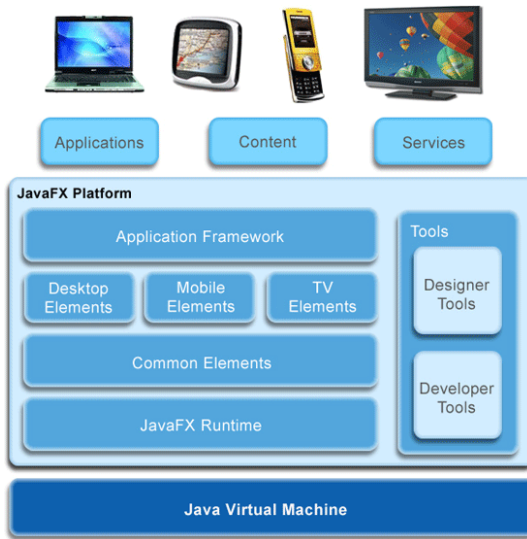 Applications
Content
Services
JavaFX Platform
Application Framework
Tools
Desktop
Elements
Mobile
Elements
TV
Elements
Designer
Tools
Common Elements
Developer
Tools
JavaFX Runtime
Java Virtual Machine